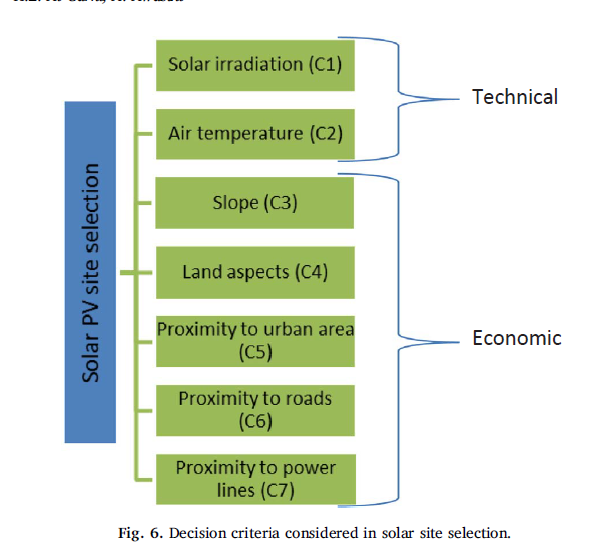 Solar PV site selection
Solar irradiation (C1)
Air temperature (C2)
Technical
Slope (C3)
Land aspects (C4)
Proximity to urban area
(C5)
Proximity to roads
(C6)
Proximity to power
lines (C7)
Economic
Fig. 6. Decision criteria considered in solar site selection.